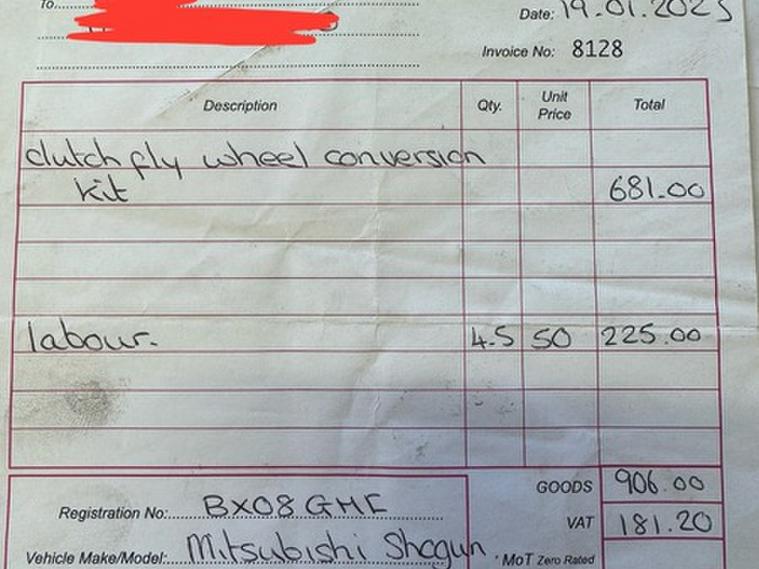 To
Date: 19.01.2023
Invoice No: 8128
Description Qty. Unit Price Total
clutch fly wheel conversion
kit 681.00
labour. 4.5 50 225.00
GOODS 906.00
Registration No: BX08 GHF
VAT 181.20
Vehicle Make/Model: Mitsubishi Shogun
* MoT Zero Rated